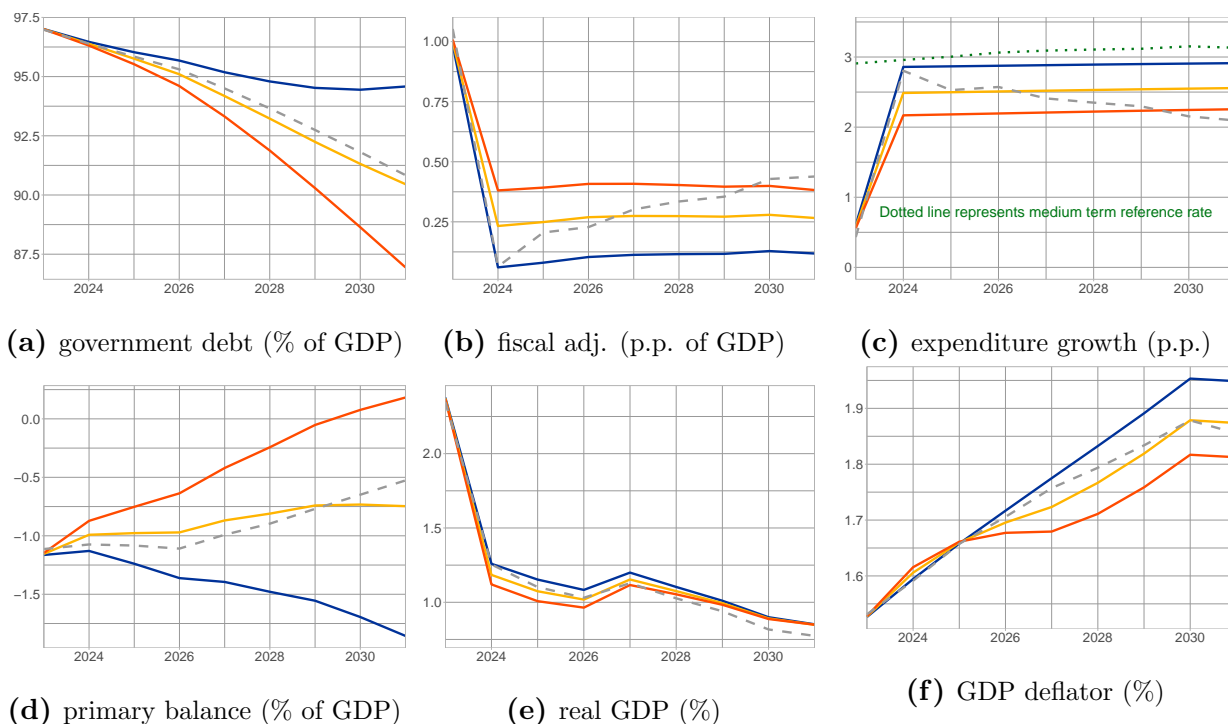 97.5
95.0
92.5
90.0
87.5
2024 2026 2028 2030
(a) government debt (% of GDP)
1.00
0.75
0.50
0.25
2024 2026 2028 2030
(b) fiscal adj. (p.p. of GDP)
3
2
1
0
Dotted line represents medium term reference rate
2024 2026 2028 2030
(c) expenditure growth (p.p.)
0.0
−0.5
−1.0
−1.5
2024 2026 2028 2030
(d) primary balance (% of GDP)
2.0
1.5
1.0
2024 2026 2028 2030
(e) real GDP (%)
1.9
1.8
1.7
1.6
2024 2026 2028 2030
(f) GDP deflator (%)